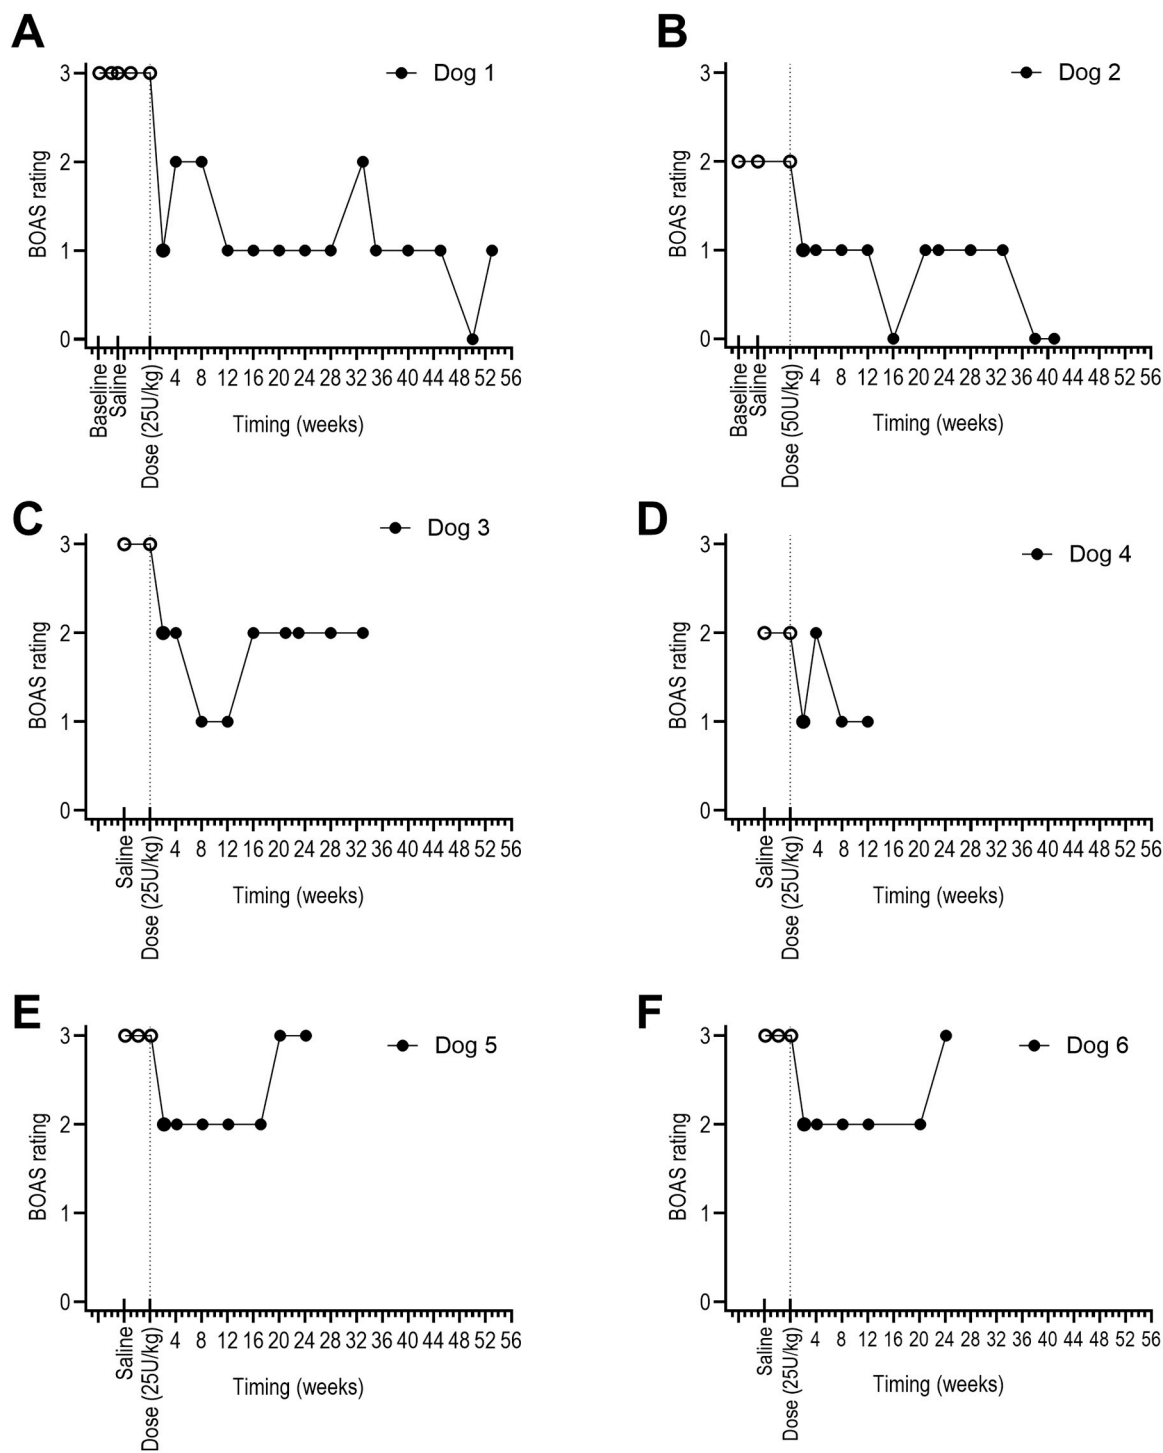 A
Dog 1
BOAS rating
3
2
1
0
Baseline
Saline
Dose (25U/kg)
4 8 12 16 20 24 28 32 36 40 44 48 52 56
Timing (weeks)
B
Dog 2
BOAS rating
3
2
1
0
Baseline
Saline
Dose (50U/kg)
4 8 12 16 20 24 28 32 36 40 44 48 52 56
Timing (weeks)
C
Dog 3
BOAS rating
3
2
1
0
Saline
Dose (25U/kg)
4 8 12 16 20 24 28 32 36 40 44 48 52 56
Timing (weeks)
D
Dog 4
BOAS rating
3
2
1
0
Saline
Dose (25U/kg)
4 8 12 16 20 24 28 32 36 40 44 48 52 56
Timing (weeks)
E
Dog 5
BOAS rating
3
2
1
0
Saline
Dose (25U/kg)
4 8 12 16 20 24 28 32 36 40 44 48 52 56
Timing (weeks)
F
Dog 6
BOAS rating
3
2
1
0
Saline
Dose (25U/kg)
4 8 12 16 20 24 28 32 36 40 44 48 52 56
Timing (weeks)